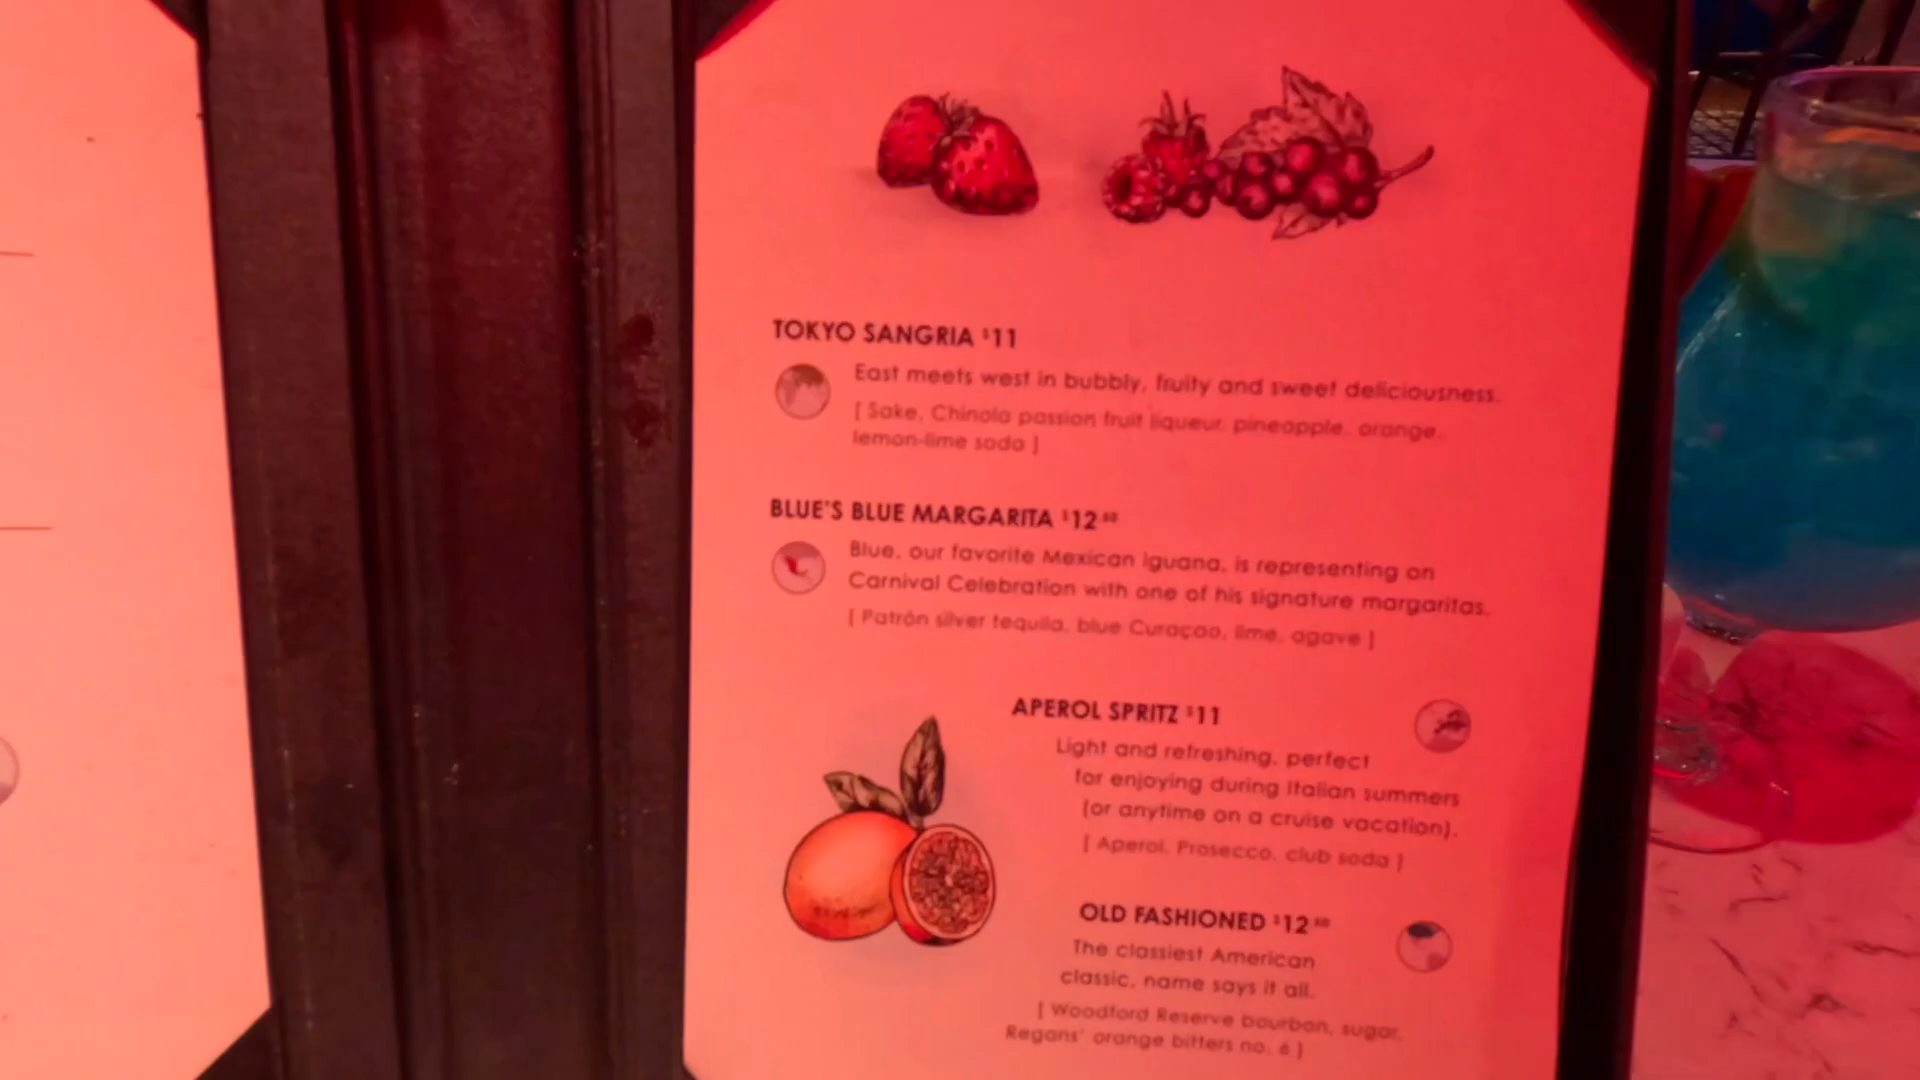 TOKYO SANGRIA $11
East meets west in bubbly, fruity and sweet deliciousness.
[ Sake, Chinola passion fruit liqueur, pineapple, orange,
lemon-lime soda ]
BLUE'S BLUE MARGARITA $12.50
Blue, our favorite Mexican iguana, is representing on
Carnival Celebration with one of his signature margaritas.
[ Patrón silver tequila, blue Curaçao, lime, agave ]
APEROL SPRITZ $11
Light and refreshing, perfect
for enjoying during Italian summers
(or anytime on a cruise vacation).
[ Aperol, Prosecco, club soda ]
OLD FASHIONED $12.50
The classiest American
classic, name says it all.
[ Woodford Reserve bourbon, sugar,
Regans' orange bitters no. 6 ]